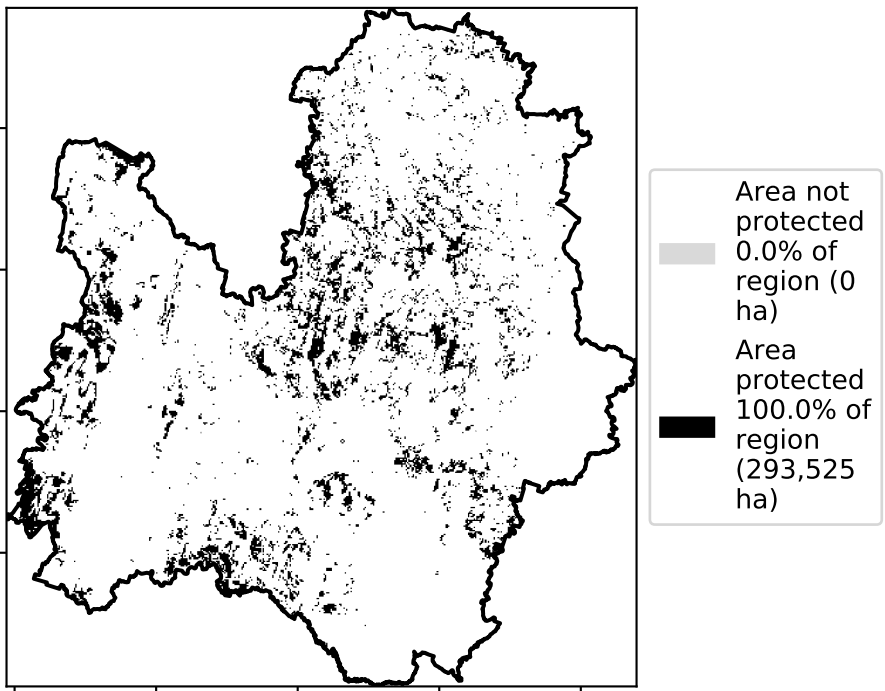 Area not
protected
0.0% of
region (0
ha)
Area
protected
100.0% of
region
(293,525
ha)